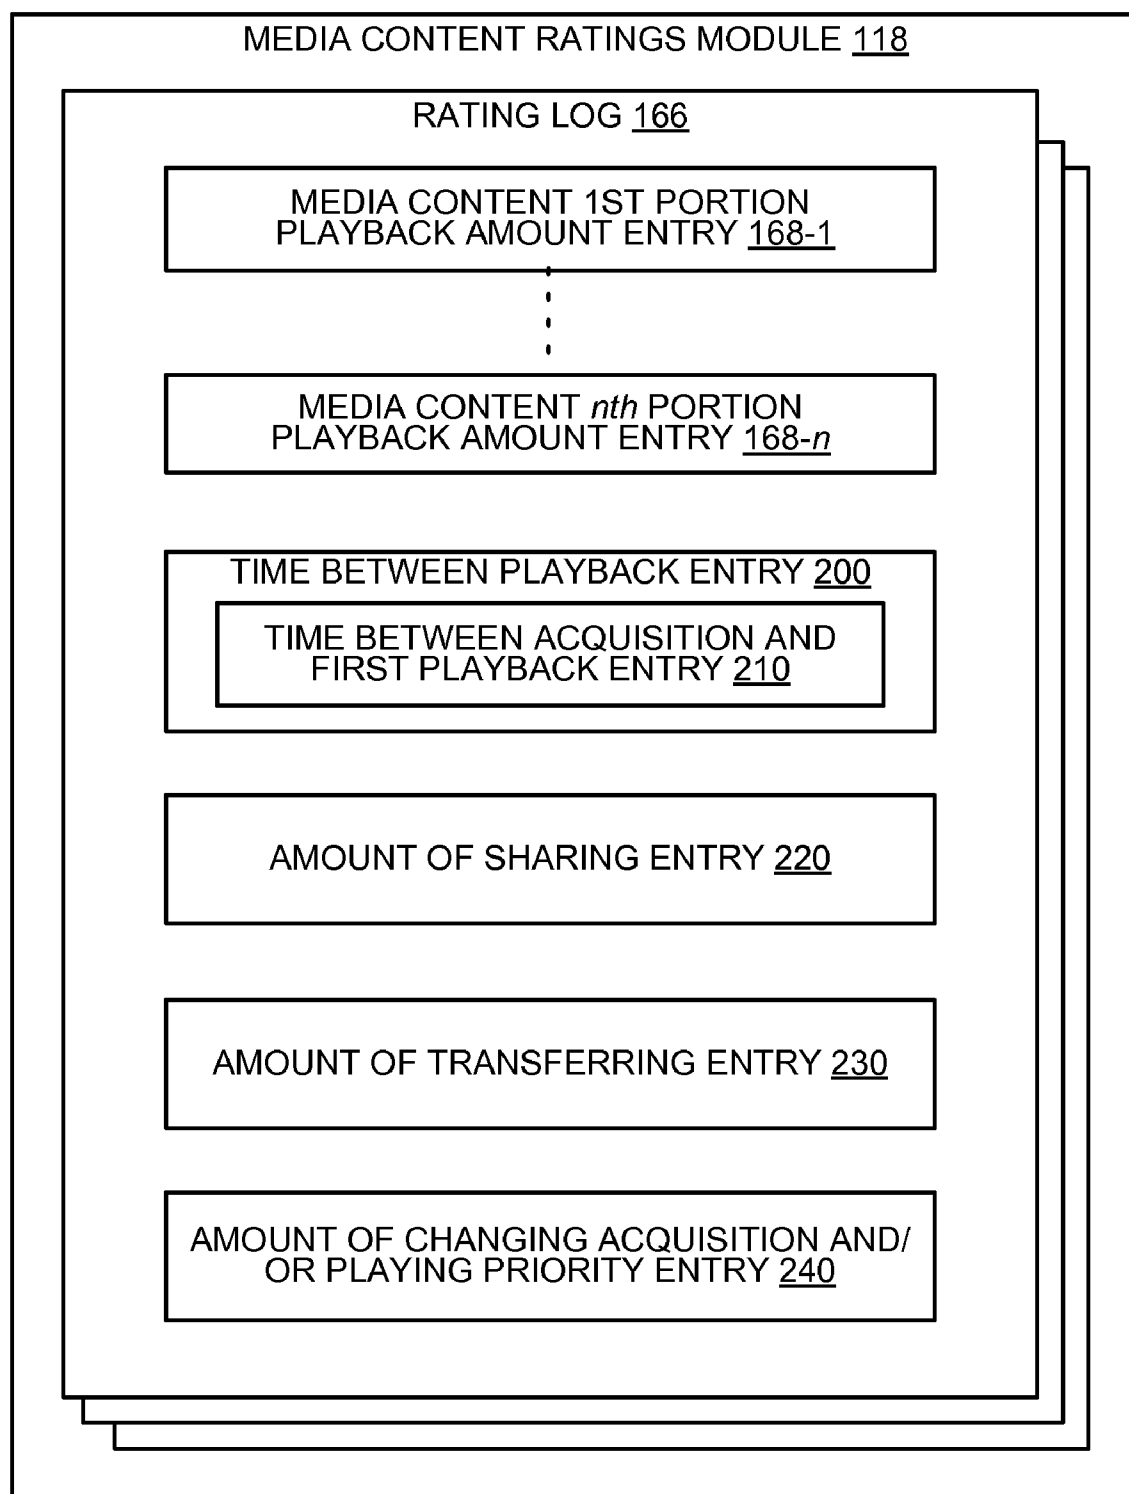 MEDIA CONTENT RATINGS MODULE 118
RATING LOG 166
MEDIA CONTENT 1ST PORTION
PLAYBACK AMOUNT ENTRY 168-1
MEDIA CONTENT nth PORTION
PLAYBACK AMOUNT ENTRY 168-n
TIME BETWEEN PLAYBACK ENTRY 200
TIME BETWEEN ACQUISITION AND
FIRST PLAYBACK ENTRY 210
AMOUNT OF SHARING ENTRY 220
AMOUNT OF TRANSFERRING ENTRY 230
AMOUNT OF CHANGING ACQUISITION AND/
OR PLAYING PRIORITY ENTRY 240